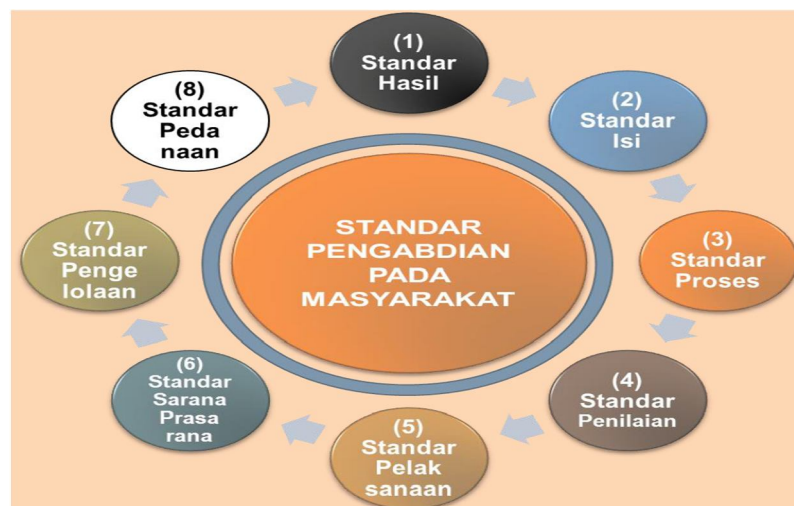 (1)
Standar
Hasil
(2)
Standar
Isi
(3)
Standar
Proses
(4)
Standar
Penilaian
(5)
Standar
Pelak
sanaan
(6)
Standar
Sarana
Prasa
rana
(7)
Standar
Penge
lolaan
(8)
Standar
Peda
naan
STANDAR
PENGABDIAN
PADA
MASYARAKAT